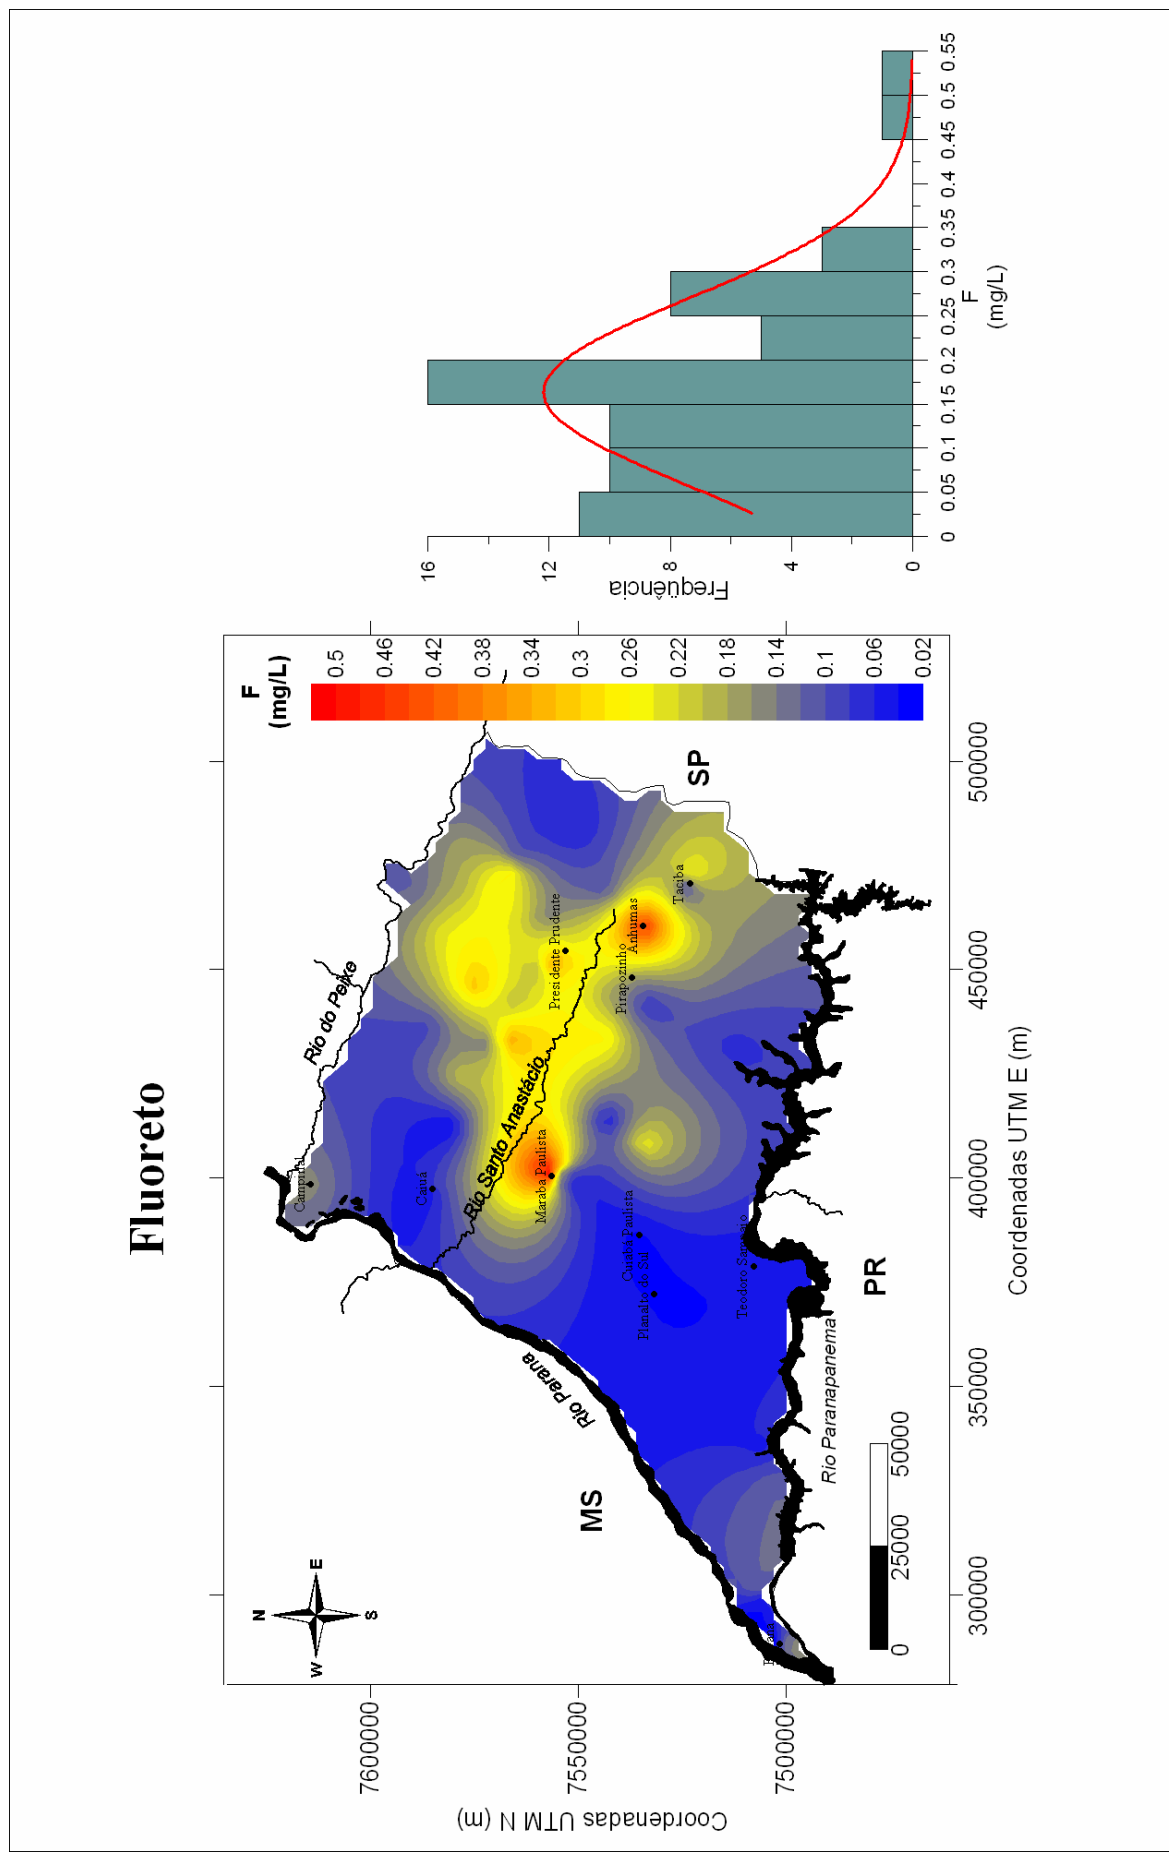 Fluoreto
N
W
E
S
MS
SP
PR
Rio do Peixe
Rio Santo Anastácio
Rio Parana
Rio Paranapanema
Campinal
Caiuá
Maraba Paulista
Presidente Prudente
Pirapozinho
Anhumas
Taciba
Cuiabá Paulista
Planalto do Sul
Teodoro Sampaio
0
25000
50000
Coordenadas UTM N (m)
7600000
7550000
7500000
Coordenadas UTM E (m)
300000
350000
400000
450000
500000
F
(mg/L)
0.5
0.46
0.42
0.38
0.34
0.3
0.26
0.22
0.18
0.14
0.1
0.06
0.02
Freqüência
16
12
8
4
0
0
0.05
0.1
0.15
0.2
0.25
0.3
0.35
0.4
0.45
0.5
0.55
F
(mg/L)